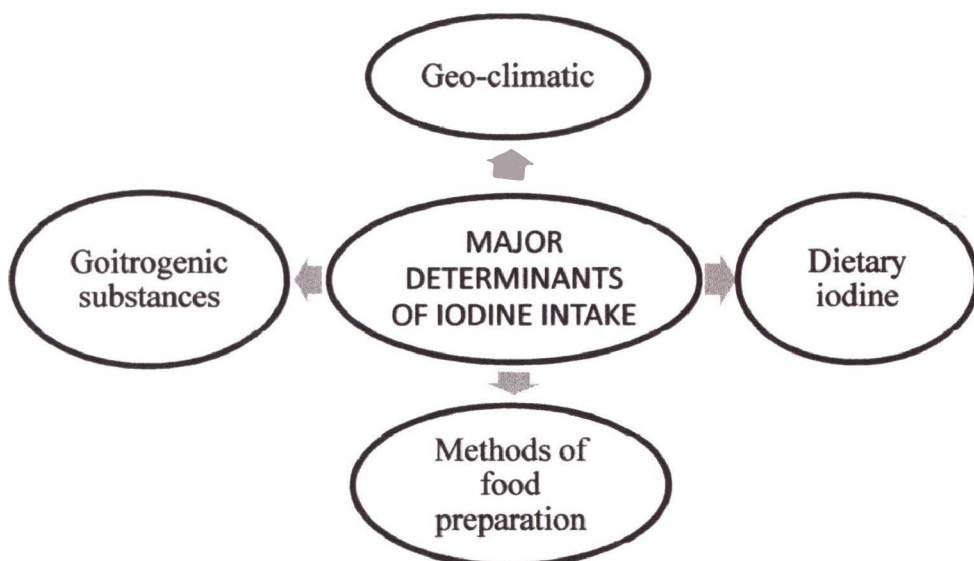 Geo-climatic
Goitrogenic
substances
MAJOR
DETERMINANTS
OF IODINE INTAKE
Dietary
iodine
Methods of
food
preparation